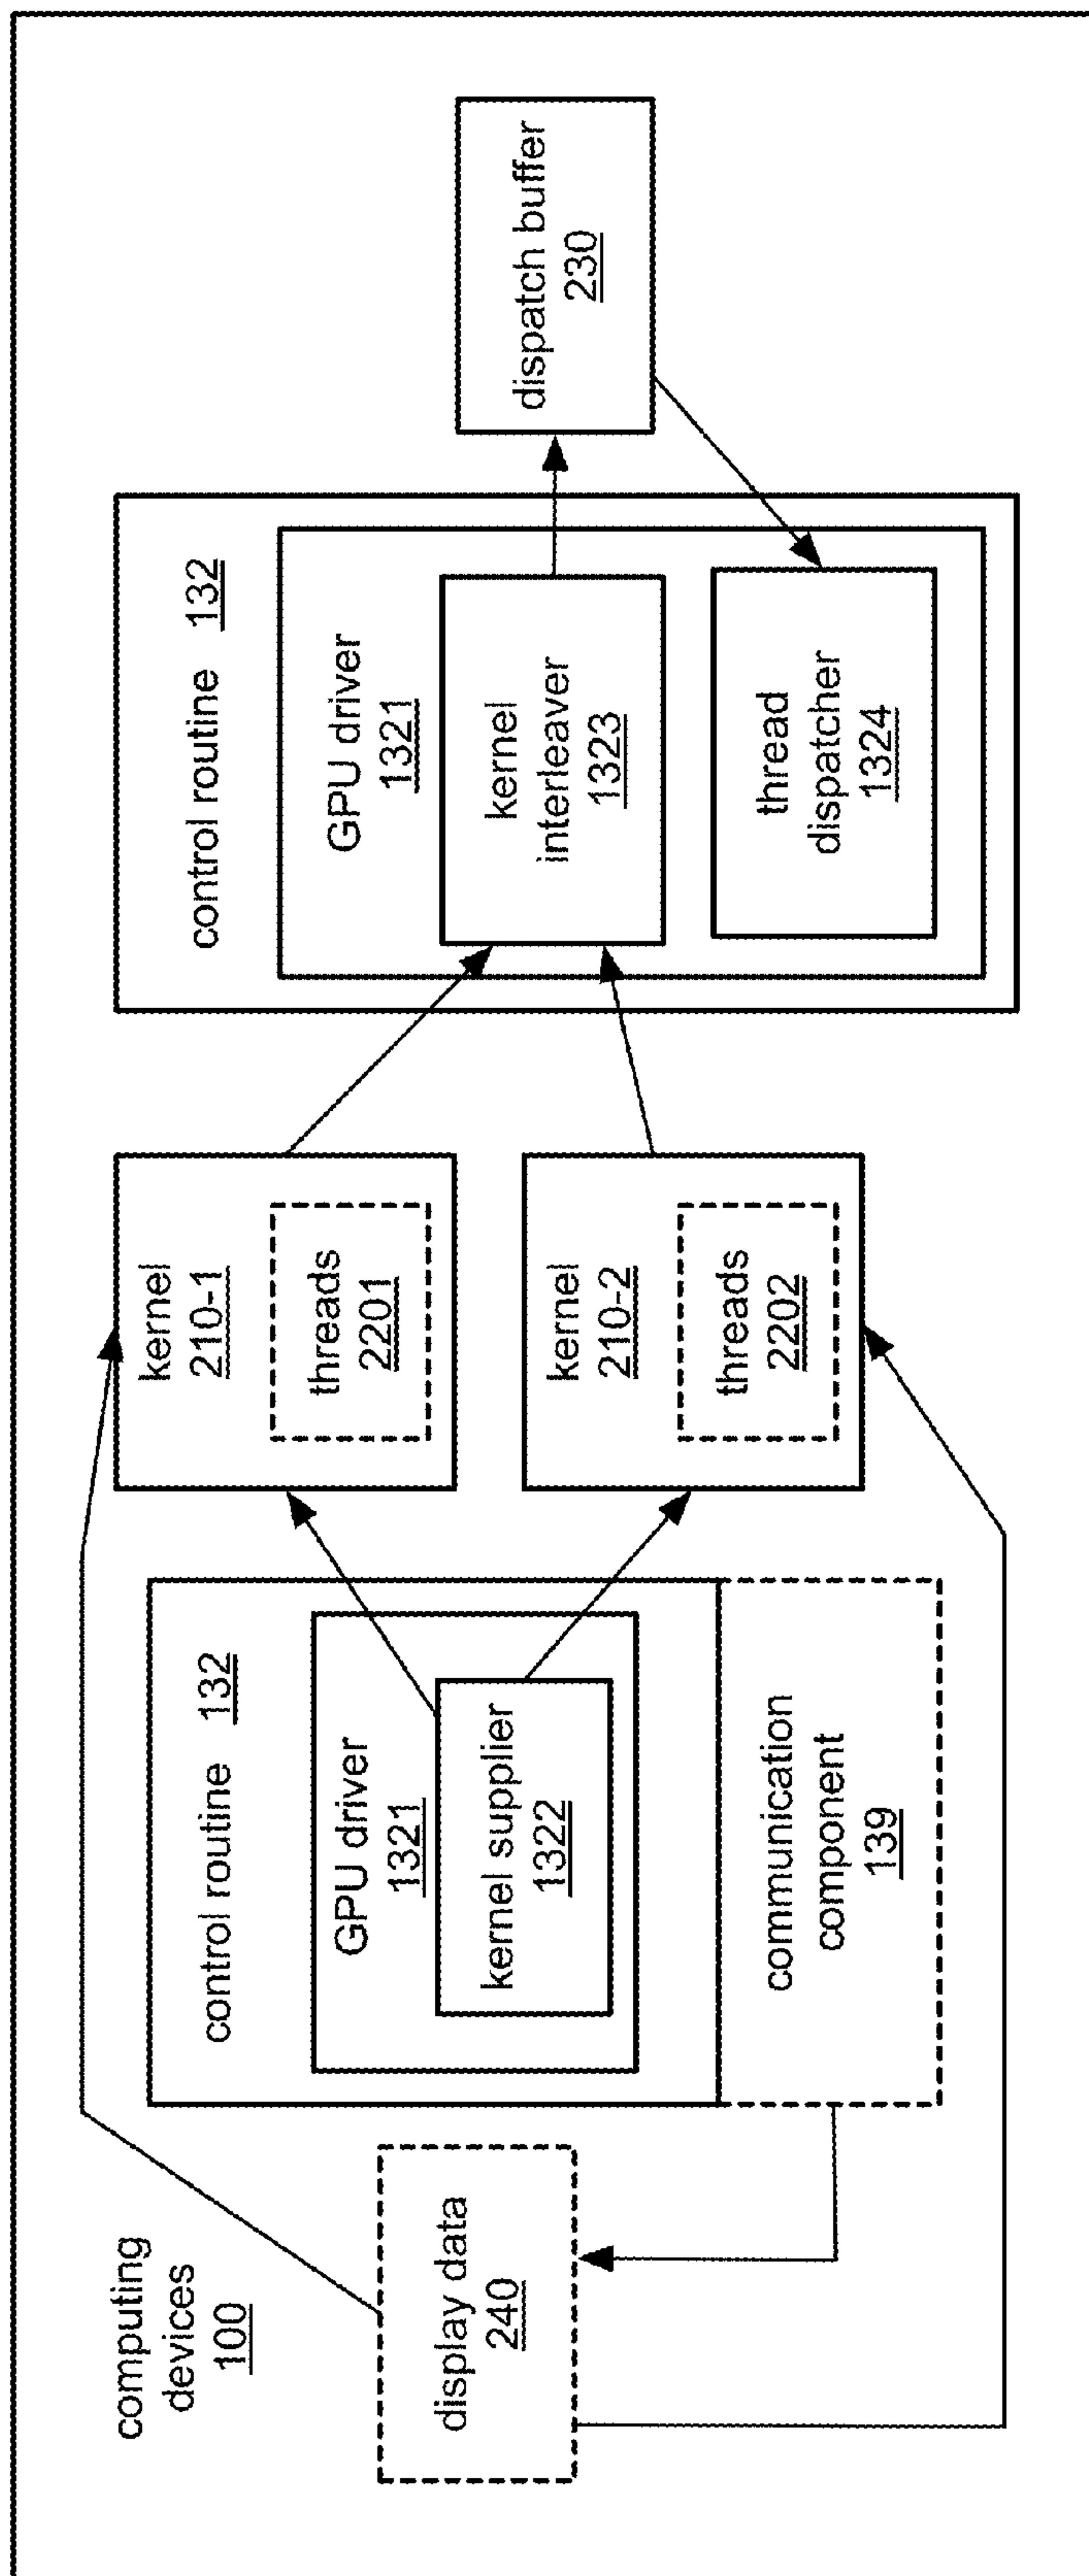 computing
devices
100
display data
240
control routine 132
GPU driver
1321
kernel supplier
1322
communication
component
139
kernel
210-1
threads
2201
kernel
210-2
threads
2202
control routine 132
GPU driver
1321
kernel
interleaver
1323
thread
dispatcher
1324
dispatch buffer
230